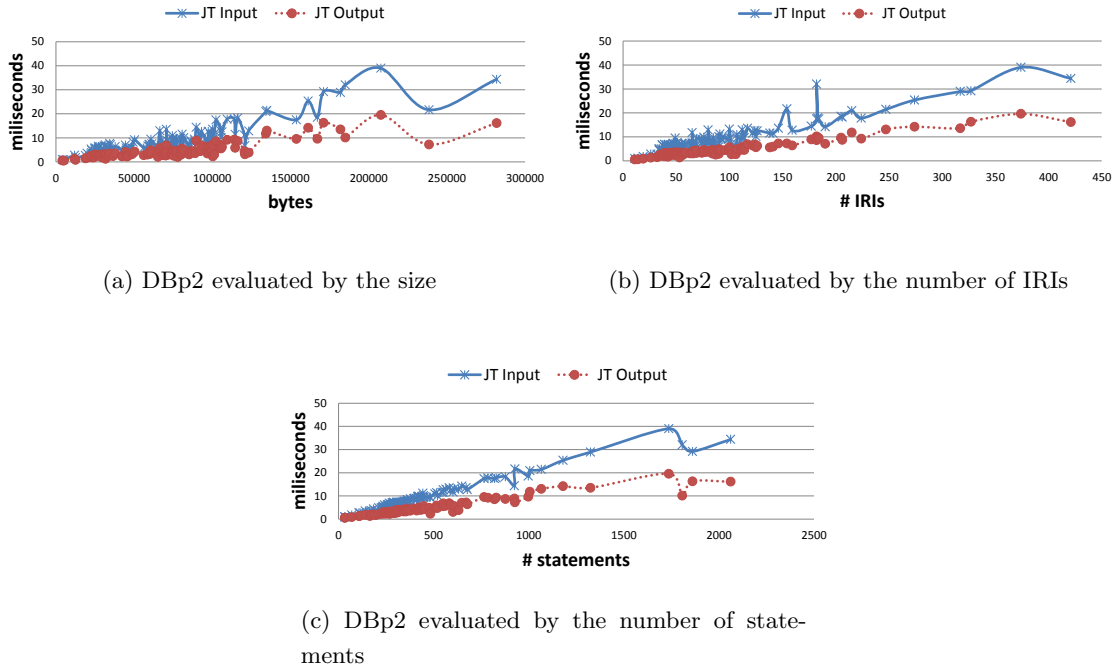 JT Input JT Output
50
40
30
20
10
0
miliseconds
0 50000 100000 150000 200000 250000 300000
bytes
(a) DBp2 evaluated by the size
JT Input JT Output
50
40
30
20
10
0
miliseconds
0 50 100 150 200 250 300 350 400 450
# IRIs
(b) DBp2 evaluated by the number of IRIs
JT Input JT Output
50
40
30
20
10
0
miliseconds
0 500 1000 1500 2000 2500
# statements
(c) DBp2 evaluated by the number of state-
ments